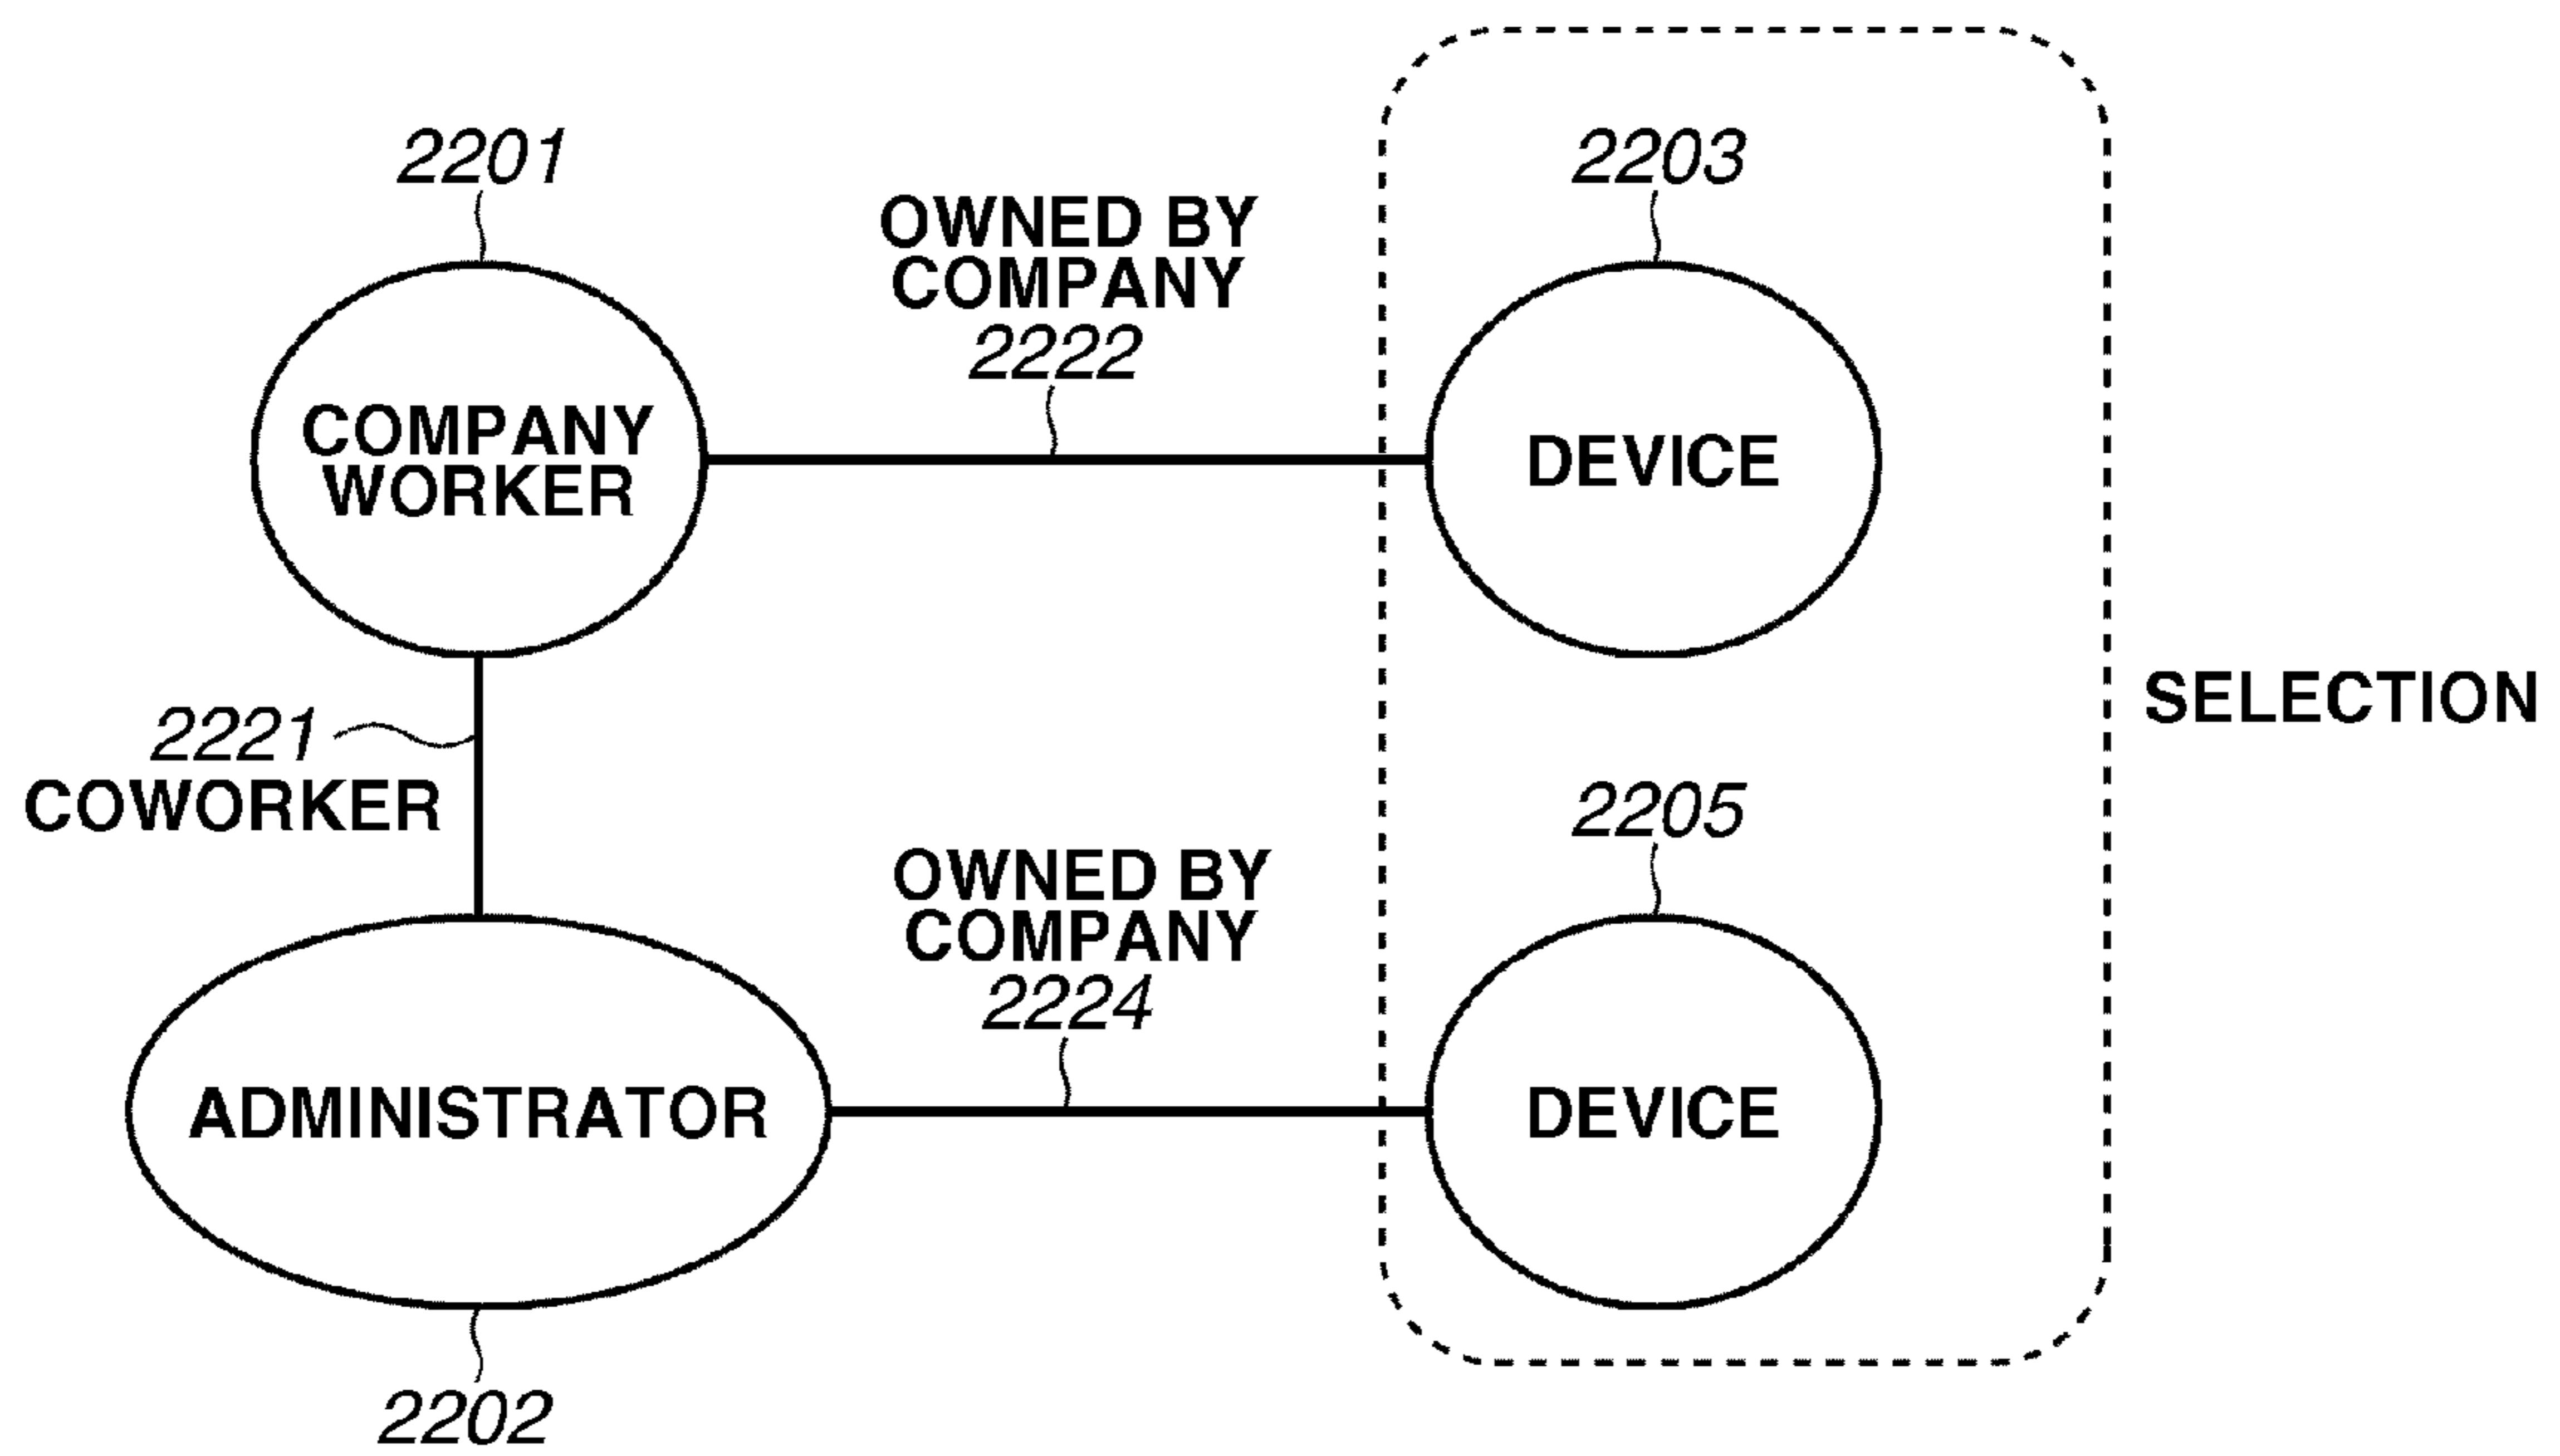 2201
2203
OWNED BY
COMPANY
2222
COMPANY
WORKER
DEVICE
SELECTION
2221
COWORKER
2205
OWNED BY
COMPANY
2224
ADMINISTRATOR
DEVICE
2202